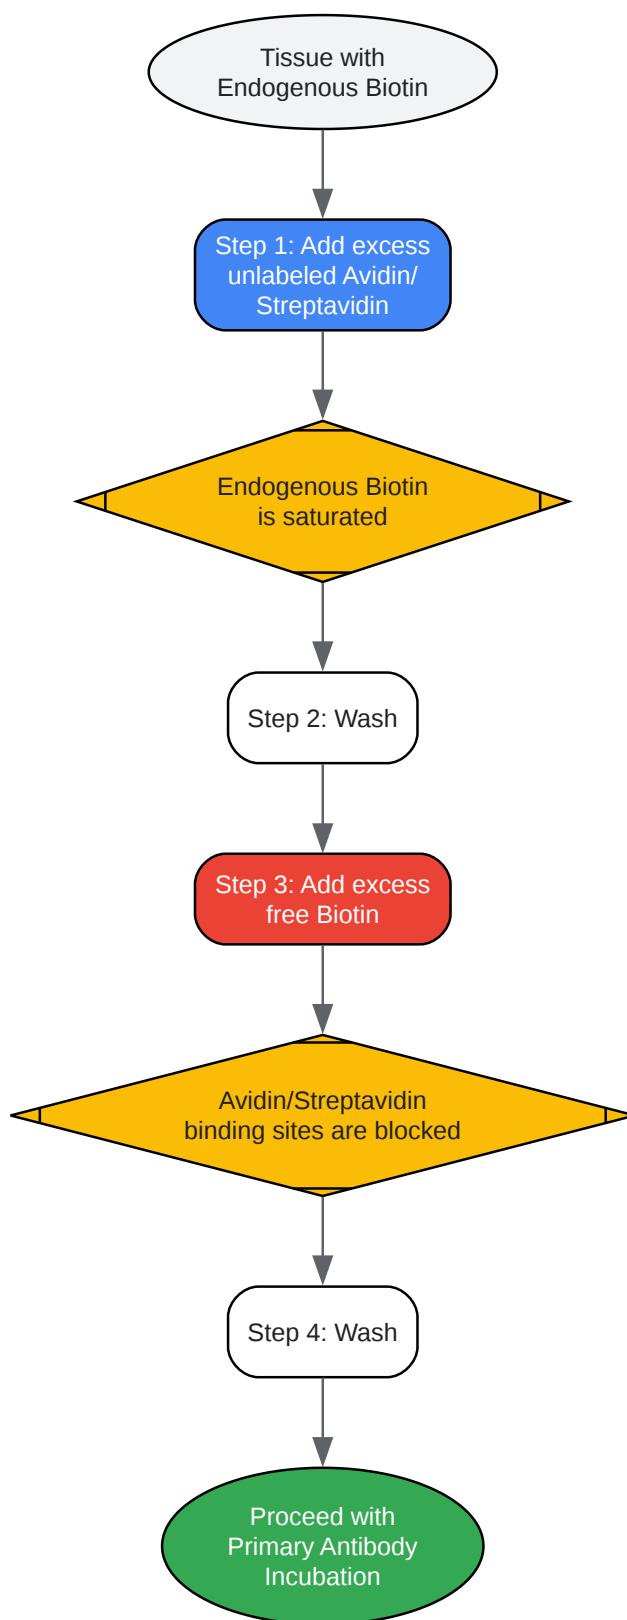 Tissue with
Endogenous Biotin
Step 1: Add excess
unlabeled Avidin/
Streptavidin
Endogenous Biotin
is saturated
Step 2: Wash
Step 3: Add excess
free Biotin
Avidin/Streptavidin
binding sites are blocked
Step 4: Wash
Proceed with
Primary Antibody
Incubation